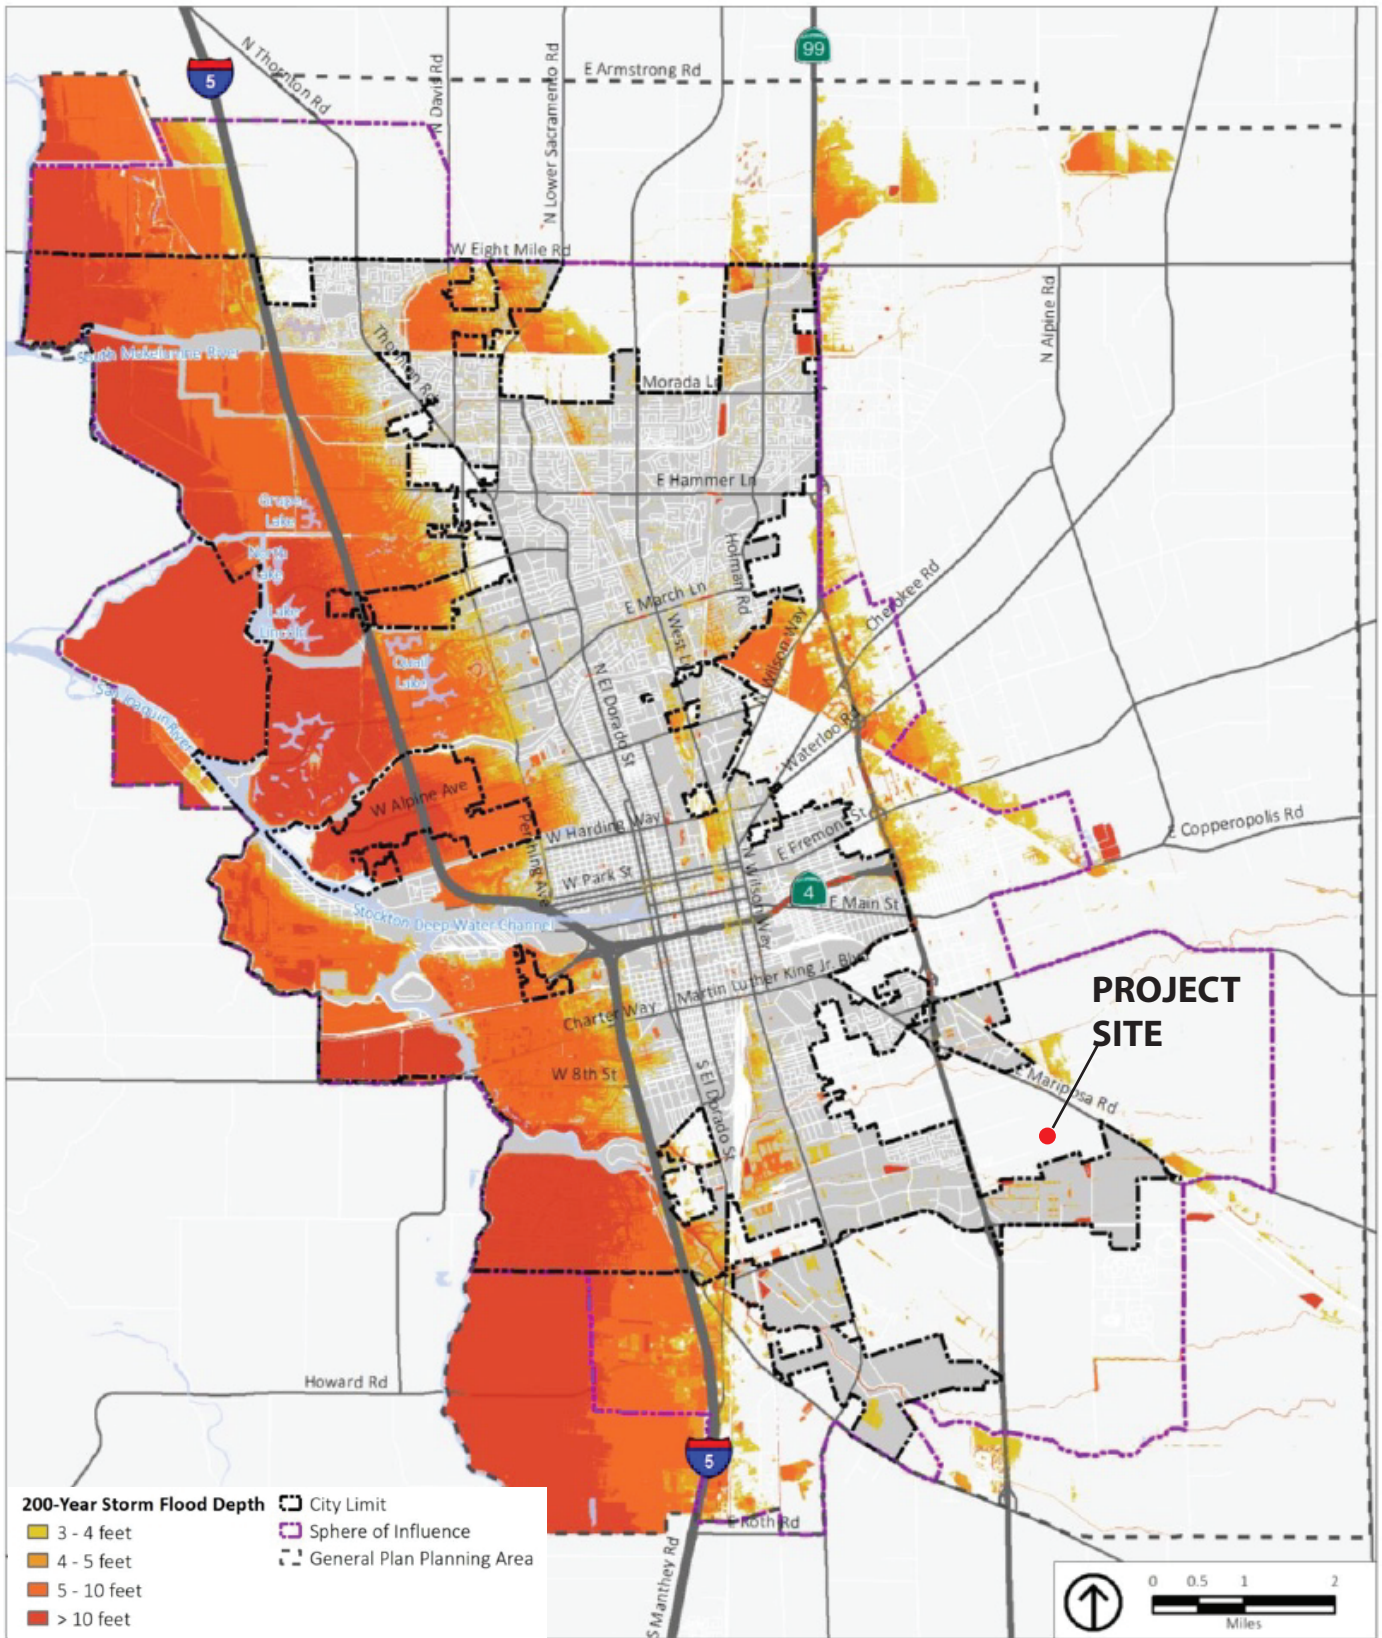 99
E Armstrong Rd
5
N Thornton Rd
N Davis Rd
N Lower Sacramento Rd
W Eight Mile Rd
N Alpine Rd
South Mokelumne River
Thornton Rd
Morada Ln
E Hammer Ln
Grupe
Lake
North
Lake
Holman Rd
Cherokee Rd
E March Ln
Lake
Lincoln
West Ln
Wilson Way
Quail
Lake
N El Dorado St
San Joaquin River
Waterloo Rd
W Alpine Ave
Pershing Ave
W Harding Way
E Fremont St
E Copperopolis Rd
W Park St
N Wilson Way
4
E Main St
Stockton Deep Water Channel
Martin Luther King Jr. Blvd
PROJECT
SITE
Charter Way
W 8th St
S El Dorado St
E Mariposa Rd
Howard Rd
5
E Roth Rd
S Manthey Rd
200-Year Storm Flood Depth
3 - 4 feet
4 - 5 feet
5 - 10 feet
> 10 feet
City Limit
Sphere of Influence
General Plan Planning Area
0 0.5 1 2
Miles